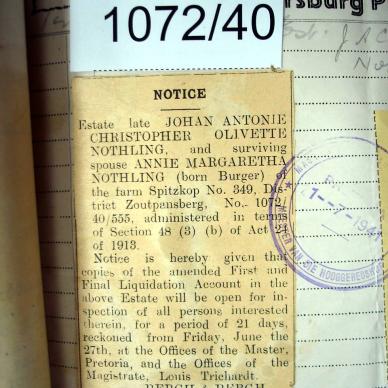 1072/40
NOTICE
Estate late JOHAN ANTONIE
CHRISTOPHER OLIVETTE
NOTHLING, and surviving
spouse ANNIE MARGARETHA
NOTHLING (born Burger) of
the farm Spitzkop No. 349, Dis-
trict Zoutpansberg, No.- 1072/
40/555, administered in terms
of Section 48 (3) (b) of Act 24
of 1913.
Notice is hereby given that
copies of the amended First and
Final Liquidation Account in the
above Estate will be open for in-
spection of all persons interested
therein, for a period of 21 days,
reckoned from Friday, June the
27th, at the Offices of the Master,
Pretoria, and the Offices of the
Magistrate, Louis Trichardt.